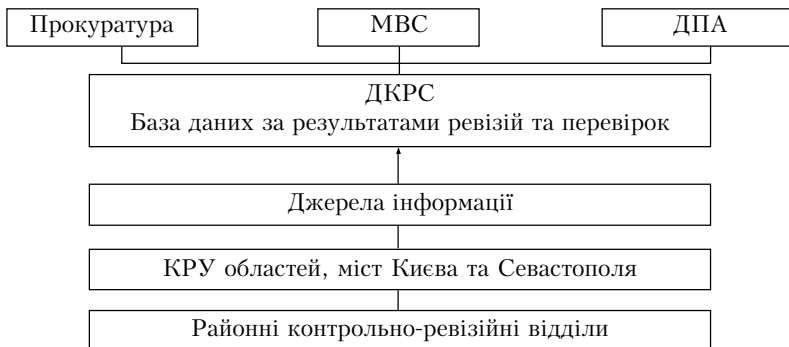 Прокуратура
МВС
ДПА
ДКРС
База даних за результатами ревізій та перевірок
Джерела інформації
КРУ областей, міст Києва та Севастополя
Районні контрольно-ревізійні відділи